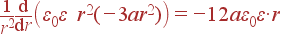 1/r² d/dr (ε₀ε r²(−3ar²)) = −12aε₀ε·r